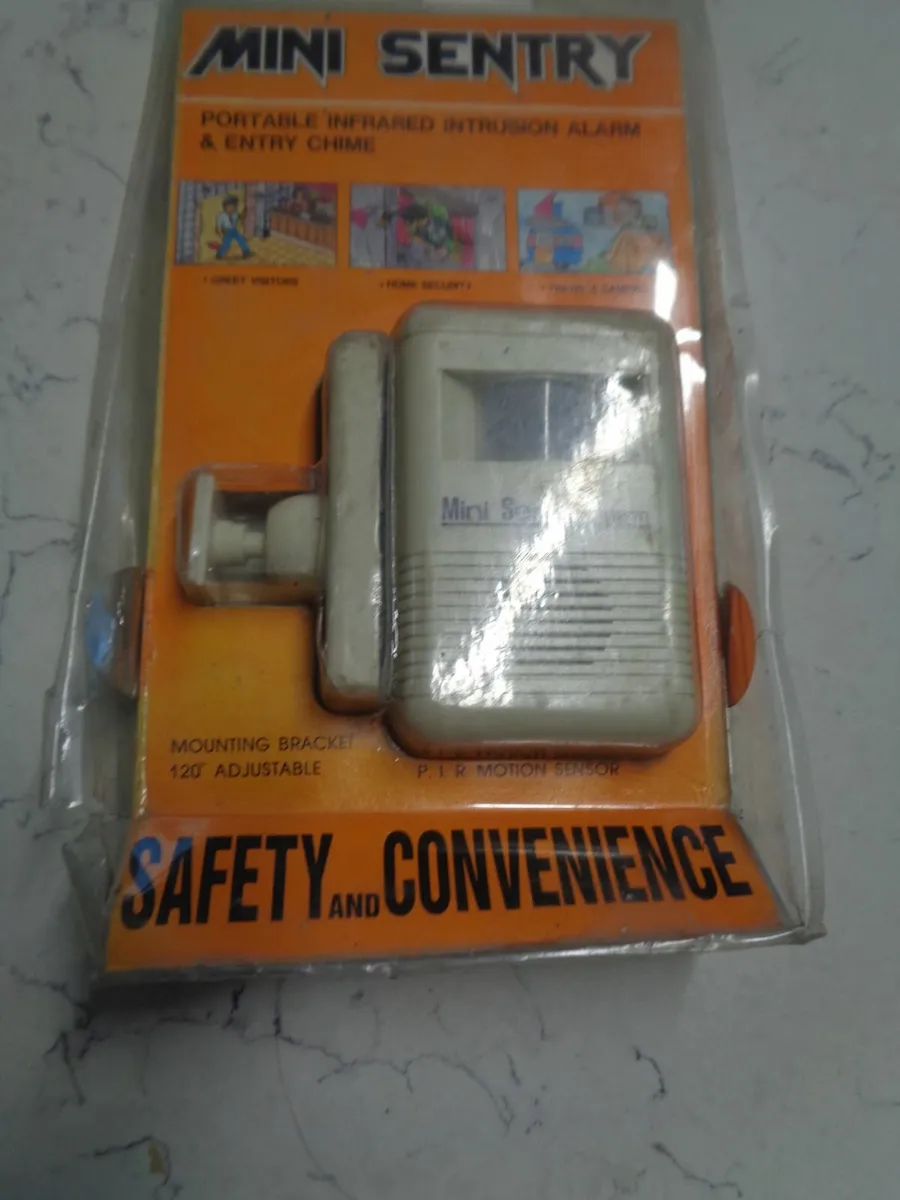 MINI SENTRY
PORTABLE INFRARED INTRUSION ALARM
& ENTRY CHIME
• GREET VISITORS
• HOME SECURITY
Mini
MOUNTING BRACKET
120° ADJUSTABLE
P. I. R MOTION SENSOR
SAFETY AND CONVENIENCE